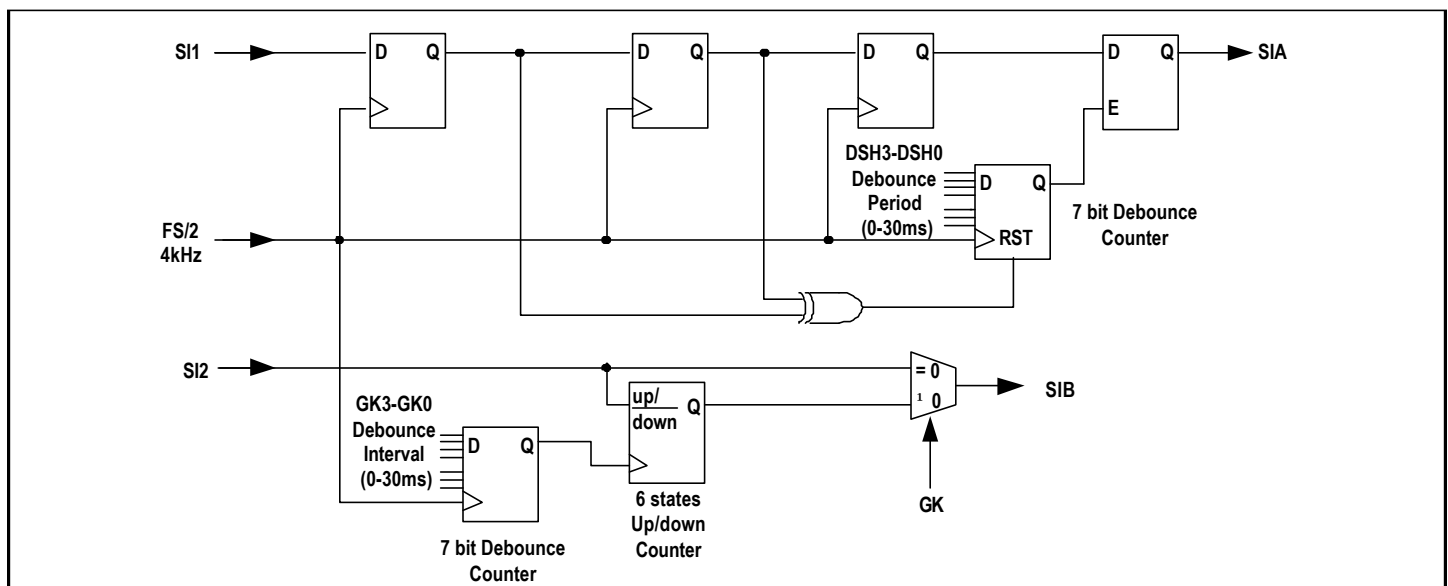 SI1
D Q
D Q
D Q
D Q
E
SIA
DSH3-DSH0
Debounce
Period
(0-30ms)
D Q
RST
7 bit Debounce
Counter
FS/2
4kHz
SI2
GK3-GK0
Debounce
Interval
(0-30ms)
D Q
7 bit Debounce
Counter
up/
down
Q
6 states
Up/down
Counter
= 0
¹ 0
SIB
GK